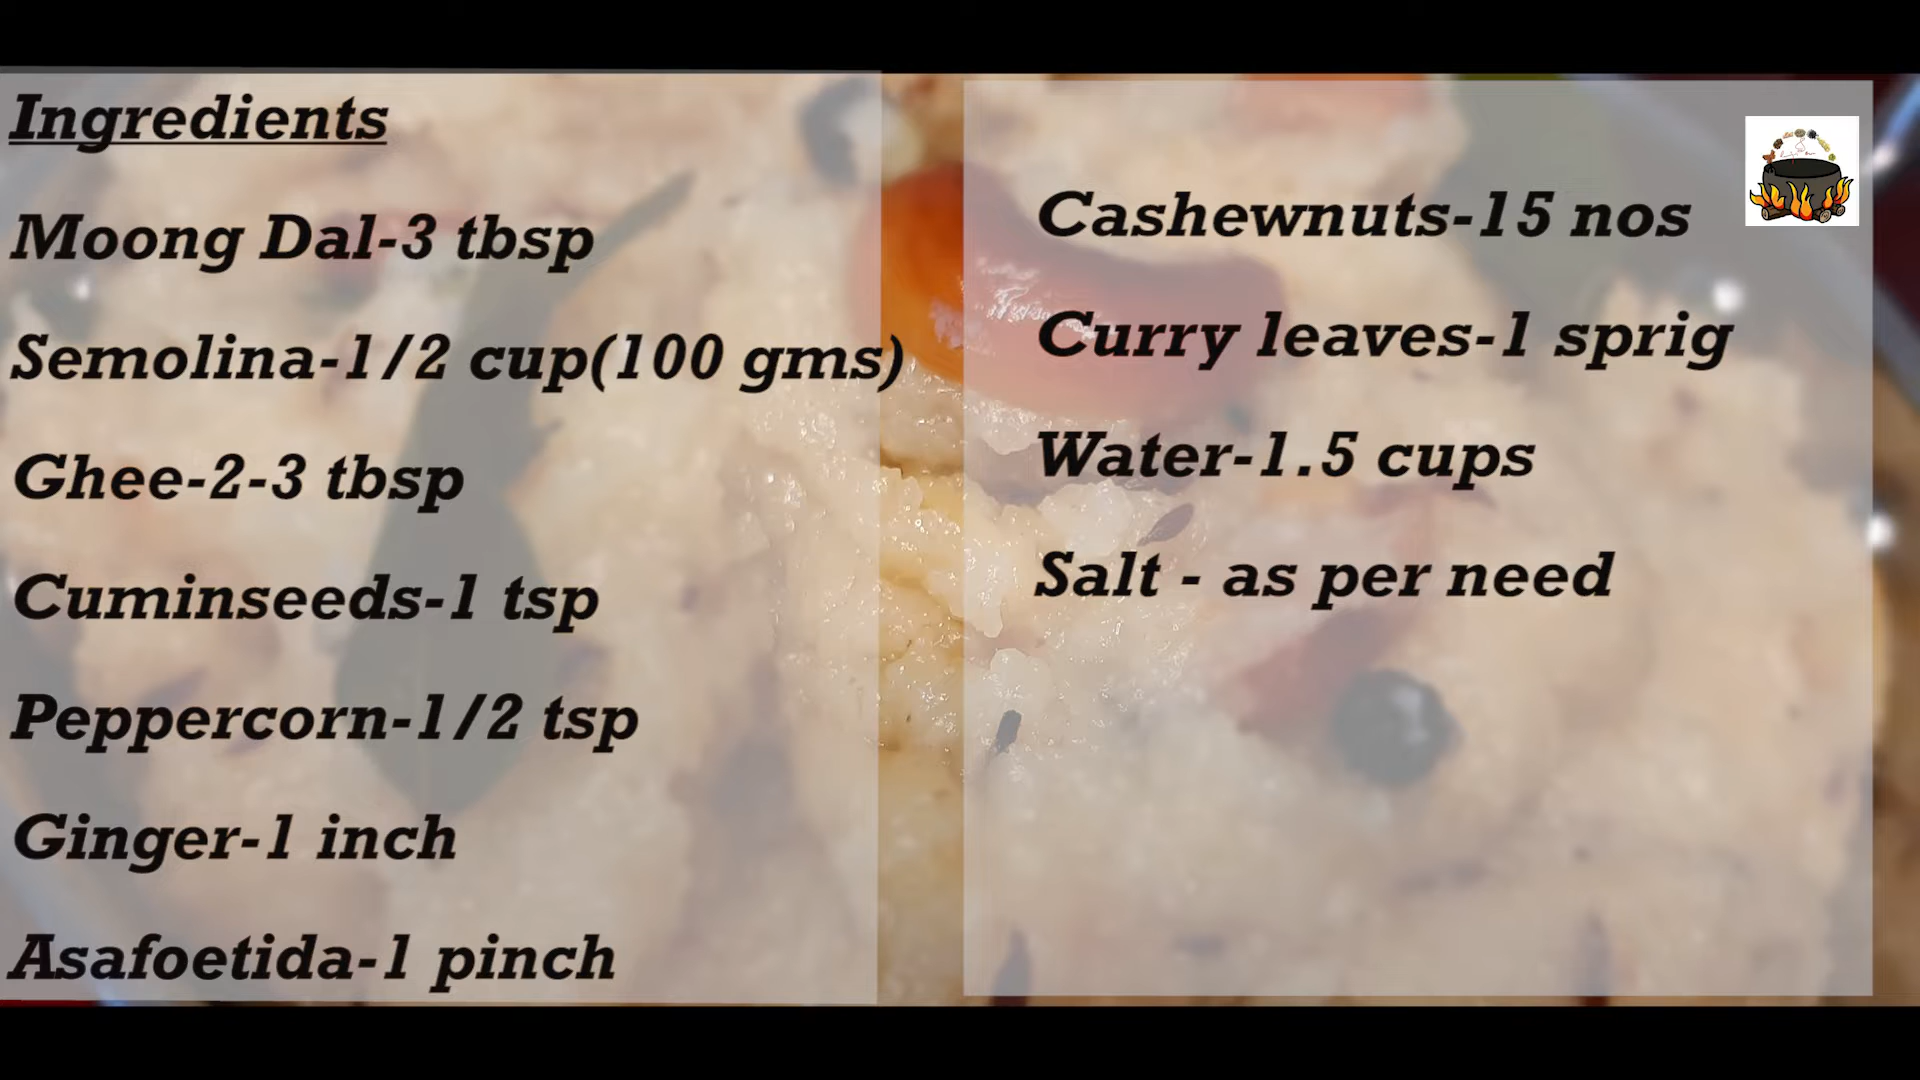 Ingredients
Moong Dal-3 tbsp
Semolina-1/2 cup(100 gms)
Ghee-2-3 tbsp
Cuminseeds-1 tsp
Peppercorn-1/2 tsp
Ginger-1 inch
Asafoetida-1 pinch
Cashewnuts-15 nos
Curry leaves-1 sprig
Water-1.5 cups
Salt - as per need